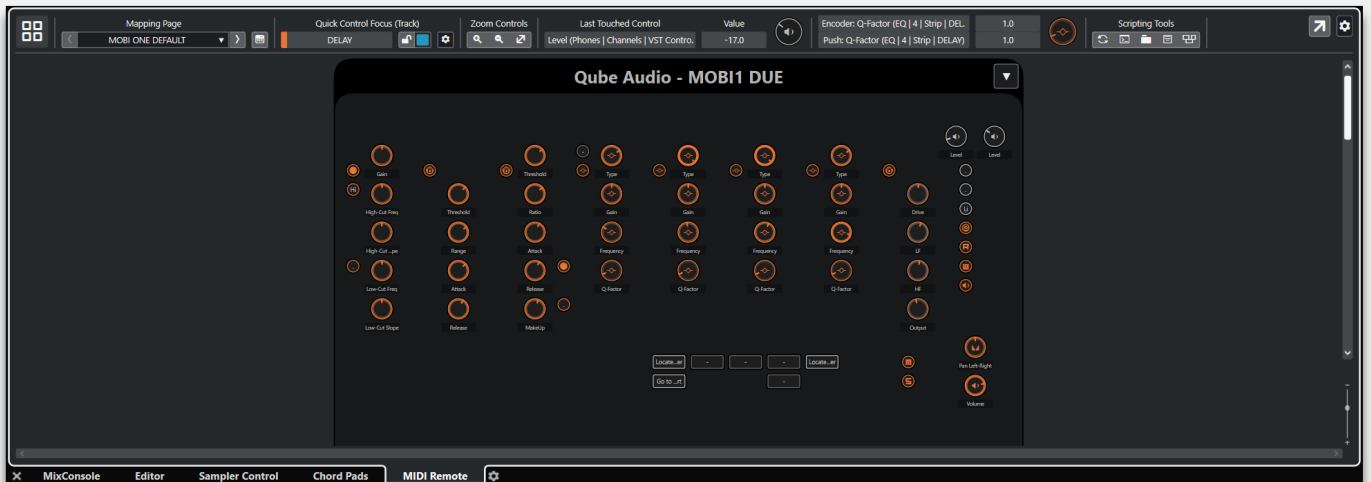 Mapping Page
MOBI ONE DEFAULT
Quick Control Focus (Track)
DELAY
Zoom Controls
Last Touched Control
Value
Level (Phones | Channels | VST Contro.
-17.0
Encoder: Q-Factor (EQ | 4 | Strip | DEL.
1.0
Push: Q-Factor (EQ | 4 | Strip | DELAY)
1.0
Scripting Tools
Qube Audio - MOBI1 DUE
Level Level
Gain Threshold Type Type Type Type
Hi
High-Cut Freq Threshold Ratio Gain Gain Gain Gain Drive
U
High-Cut ...pe Range Attack Frequency Frequency Frequency Frequency LF
R
Low-Cut Freq Attack Release Q-Factor Q-Factor Q-Factor Q-Factor HF
Low-Cut Slope Release MakeUp Output
Locate...er - - - Locate...er m
Pan Left-Right
Go to ...rt - S
Volume
MixConsole Editor Sampler Control Chord Pads MIDI Remote